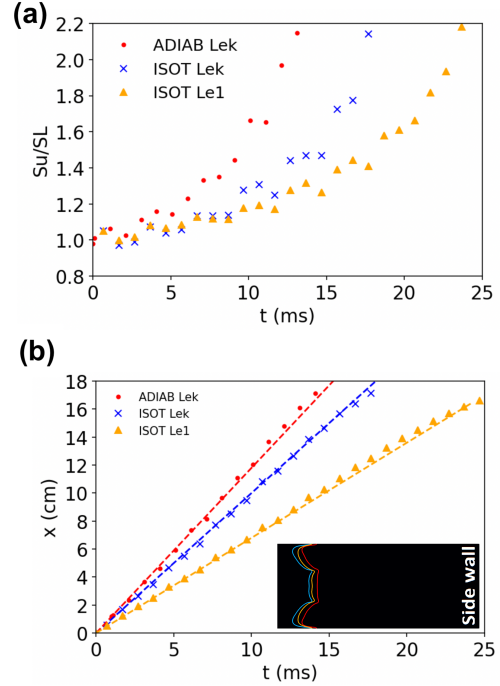 (a)
2.2
2.0
1.8
1.6
1.4
1.2
1.0
0.8
Su/SL
ADIAB Lek
ISOT Lek
ISOT Le1
0 5 10 15 20 25
t (ms)
(b)
18
16
14
12
10
8
6
4
2
0
x (cm)
ADIAB Lek
ISOT Lek
ISOT Le1
Side wall
0 5 10 15 20 25
t (ms)